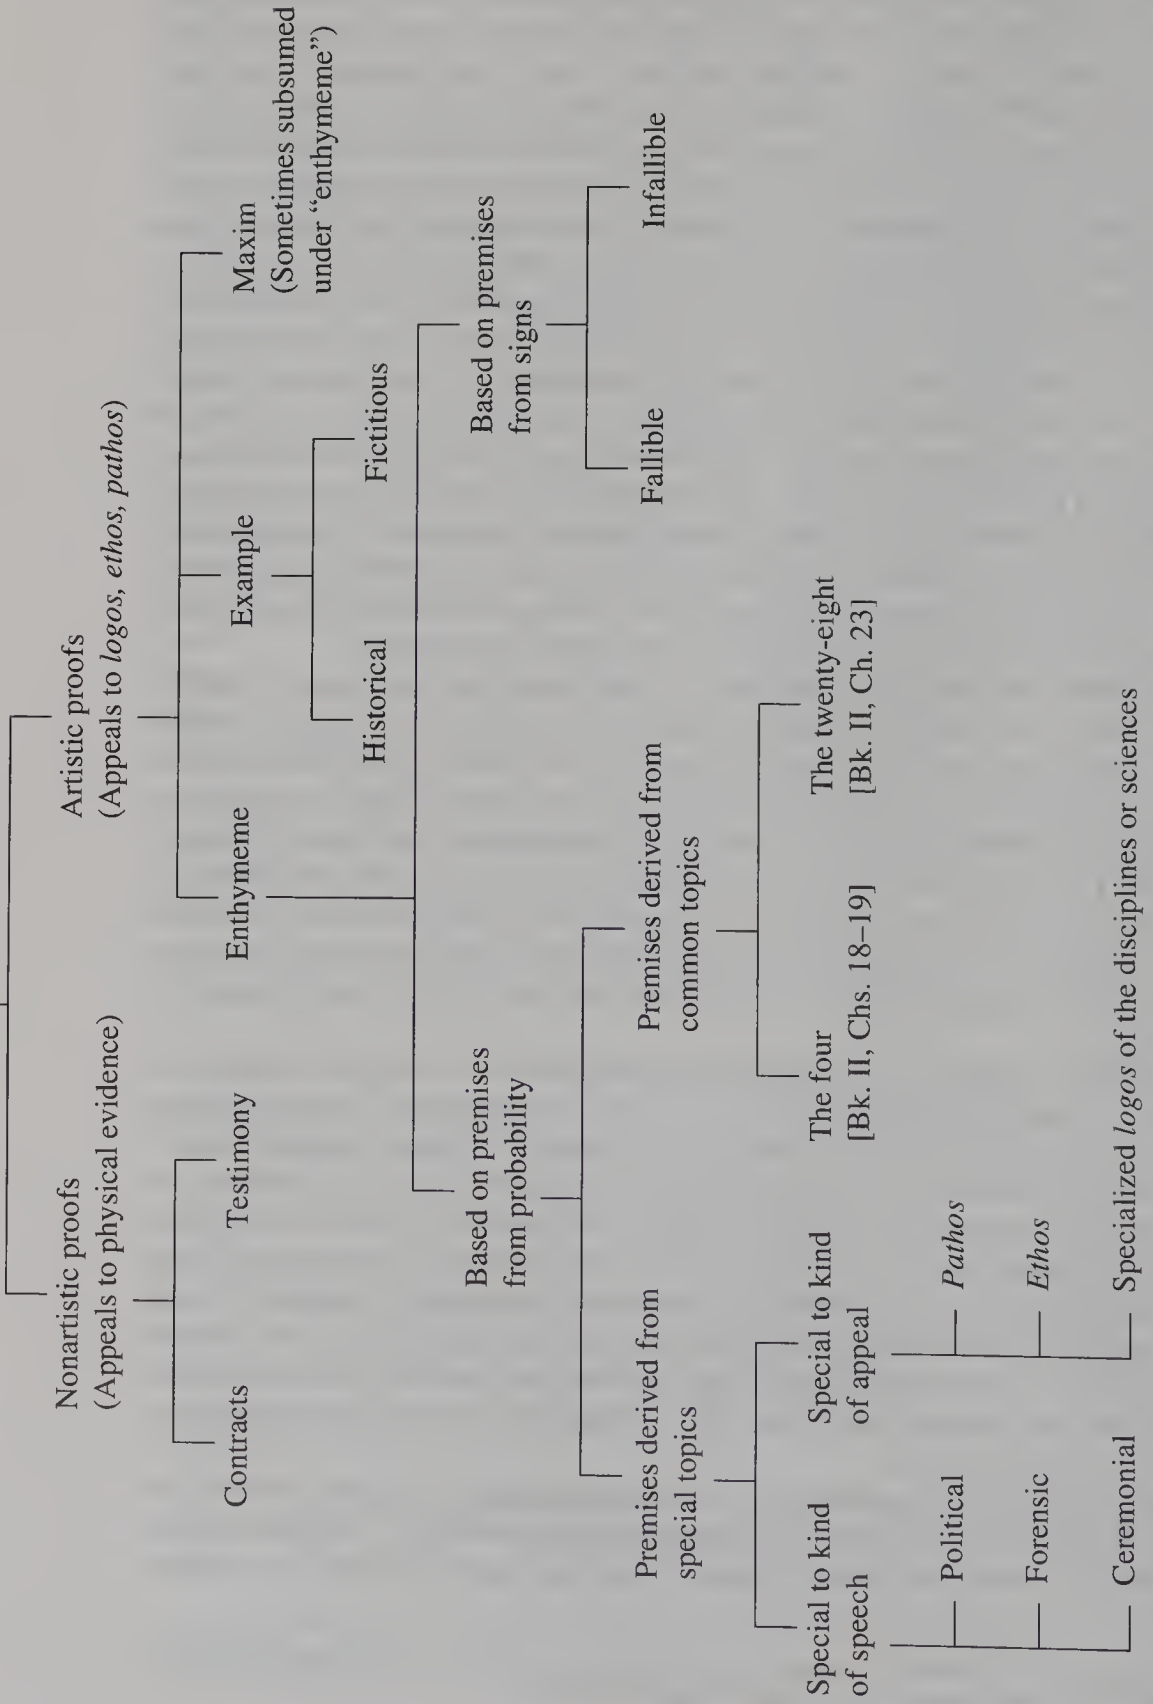 Nonartistic proofs
(Appeals to physical evidence)
Artistic proofs
(Appeals to logos, ethos, pathos)
Contracts
Testimony
Enthymeme
Example
Maxim
(Sometimes subsumed
under “enthymeme”)
Historical
Fictitious
Based on premises
from probability
Based on premises
from signs
Fallible
Infallible
Premises derived from
special topics
Premises derived from
common topics
Special to kind
of speech
Special to kind
of appeal
The four
[Bk. II, Chs. 18–19]
The twenty-eight
[Bk. II, Ch. 23]
Political
Forensic
Ceremonial
Pathos
Ethos
Specialized logos of the disciplines or sciences